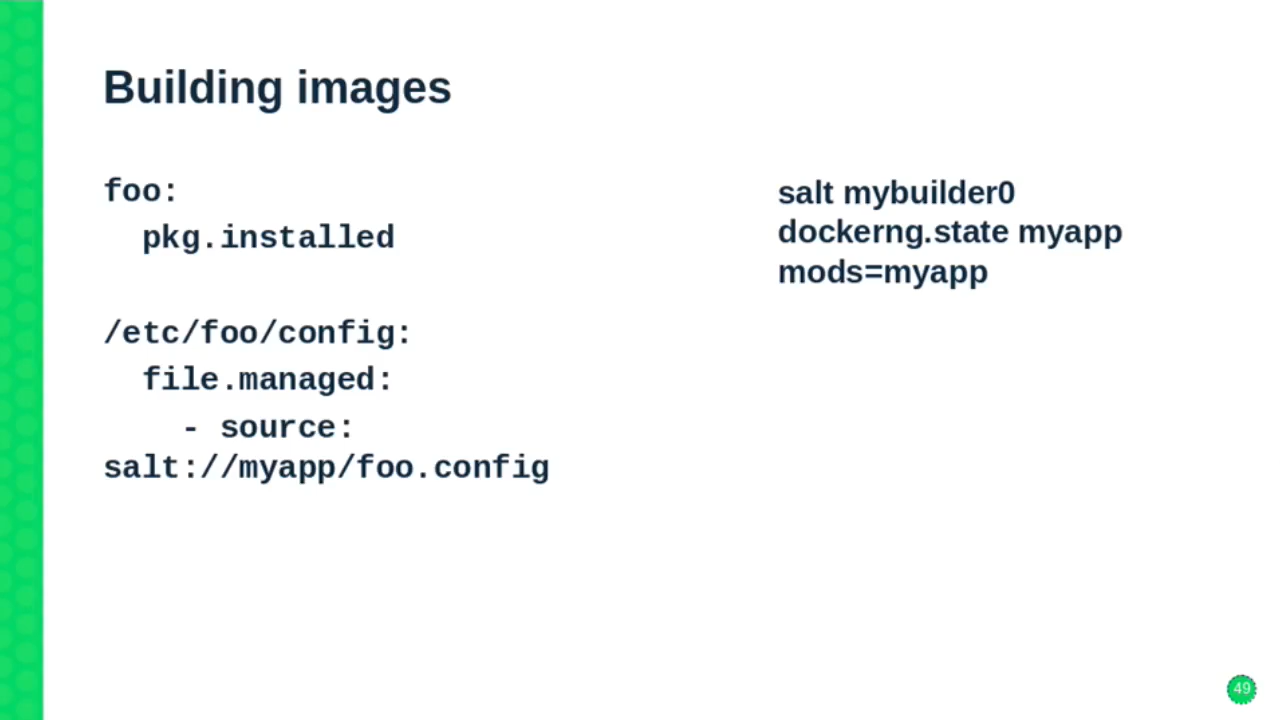 Building images
foo:
  pkg.installed
/etc/foo/config:
  file.managed:
    - source:
salt://myapp/foo.config
salt mybuilder0
dockerng.state myapp
mods=myapp
49